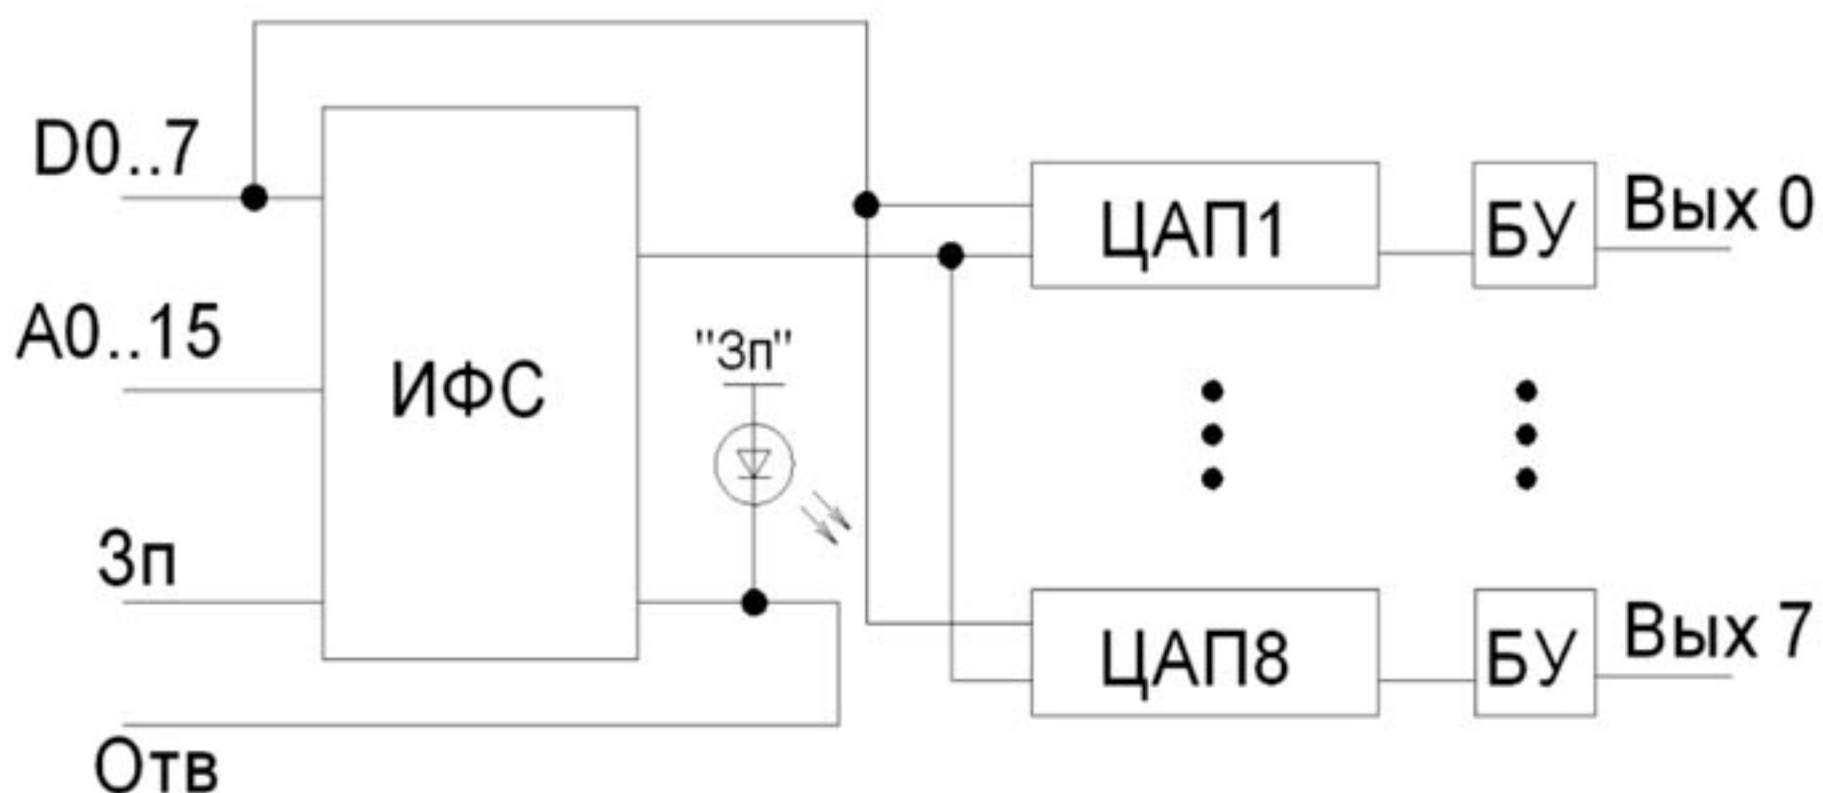 D0..7
A0..15
Зп
Отв
ИФС
"Зп"
ЦАП1
БУ
Вых 0
ЦАП8
БУ
Вых 7